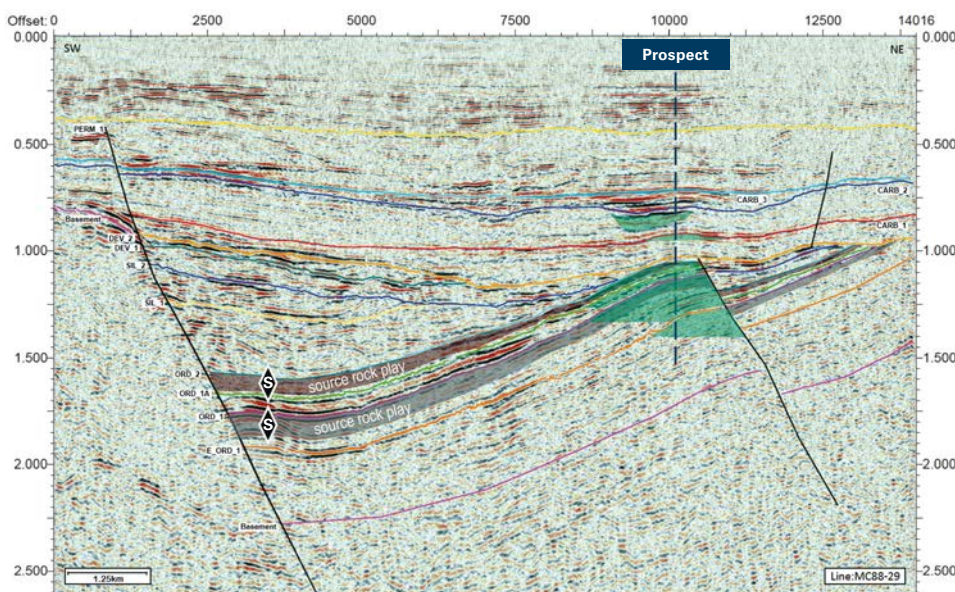 Offset: 0 2500 5000 7500 10000 12500 14016
0.000 0.000
SW NE
Prospect
PERM_1
0.500 0.500
CARB_2
CARB_3
Basement
CARB_1
DEV_2
DEV_1
1.000 1.000
SIL_2
SIL_1
1.500 1.500
ORD_2
S
source rock play
ORD_1A
ORD_1
S
source rock play
E_ORD_1
2.000 2.000
Basement
2.500 2.500
1.25km
Line:MC88-29